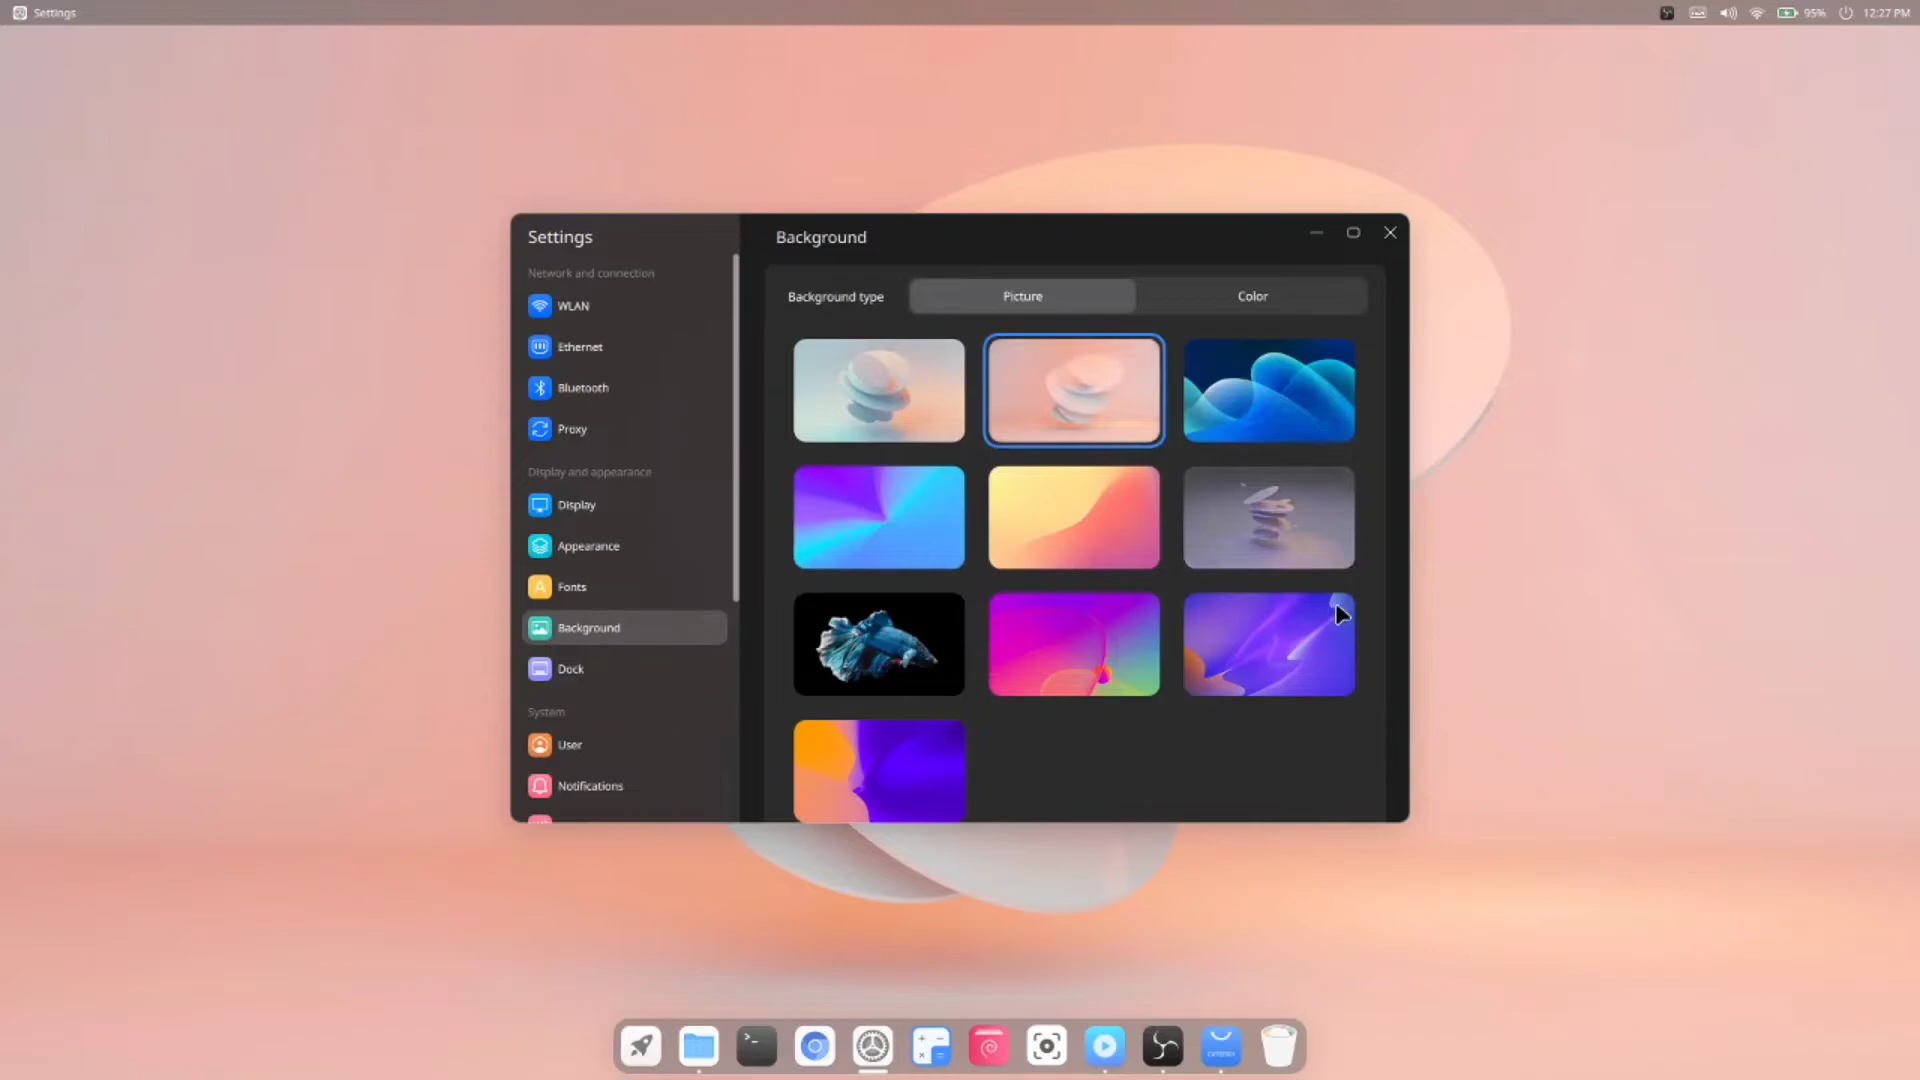 Settings
95%
12:27 PM
Settings
Background
Network and connection
Background type
Picture
Color
WLAN
Ethernet
Bluetooth
Proxy
Display and appearance
Display
Appearance
Fonts
Background
Dock
System
User
Notifications